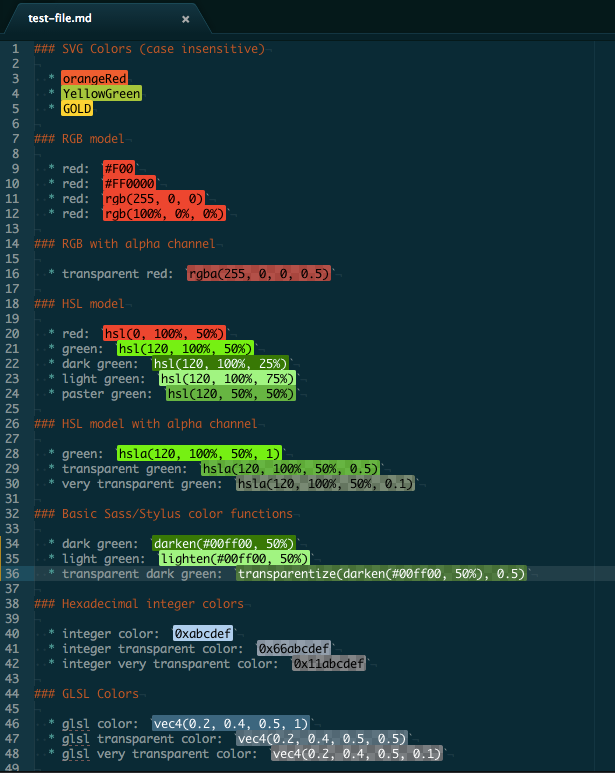 test-file.md ×
1 ### SVG Colors (case insensitive)
2
3 * `orangeRed`
4 * `YellowGreen`
5 * `GOLD`
6
7 ### RGB model
8
9 * red: `#F00`
10 * red: `#FF0000`
11 * red: `rgb(255, 0, 0)`
12 * red: `rgb(100%, 0%, 0%)`
13
14 ### RGB with alpha channel
15
16 * transparent red: `rgba(255, 0, 0, 0.5)`
17
18 ### HSL model
19
20 * red: `hsl(0, 100%, 50%)`
21 * green: `hsl(120, 100%, 50%)`
22 * dark green: `hsl(120, 100%, 25%)`
23 * light green: `hsl(120, 100%, 75%)`
24 * paster green: `hsl(120, 50%, 50%)`
25
26 ### HSL model with alpha channel
27
28 * green: `hsla(120, 100%, 50%, 1)`
29 * transparent green: `hsla(120, 100%, 50%, 0.5)`
30 * very transparent green: `hsla(120, 100%, 50%, 0.1)`
31
32 ### Basic Sass/Stylus color functions
33
34 * dark green: `darken(#00ff00, 50%)`
35 * light green: `lighten(#00ff00, 50%)`
36 * transparent dark green: `transparentize(darken(#00ff00, 50%), 0.5)`
37
38 ### Hexadecimal integer colors
39
40 * integer color: `0xabcdef`
41 * integer transparent color: `0x66abcdef`
42 * integer very transparent color: `0x11abcdef`
43
44 ### GLSL Colors
45
46 * glsl color: `vec4(0.2, 0.4, 0.5, 1)`
47 * glsl transparent color: `vec4(0.2, 0.4, 0.5, 0.5)`
48 * glsl very transparent color: `vec4(0.2, 0.4, 0.5, 0.1)`
49